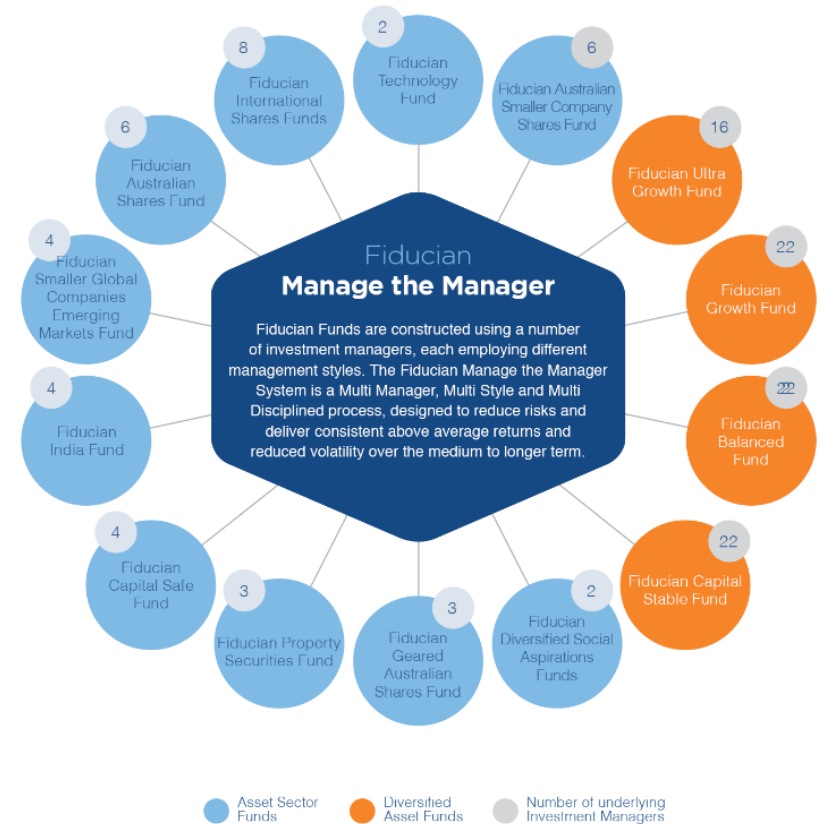 2
Fiducian
Technology
Fund
6
Fiducian Australian
Smaller Company
Shares Fund
16
Fiducian Ultra
Growth Fund
22
Fiducian
Growth Fund
Fiducian
Balanced
Fund
22
Fiducian Capital
Stable Fund
2
Fiducian
Diversified Social
Aspirations
Funds
3
Fiducian
Geared
Australian
Shares Fund
3
Fiducian Property
Securities Fund
4
Fiducian
Capital Safe
Fund
4
Fiducian
India Fund
4
Fiducian
Smaller Global
Companies
Emerging
Markets Fund
6
Fiducian
Australian
Shares Fund
8
Fiducian
International
Shares Funds
Fiducian
Manage the Manager
Fiducian Funds are constructed using a number
of investment managers, each employing different
management styles. The Fiducian Manage the Manager
System is a Multi Manager, Multi Style and Multi
Disciplined process, designed to reduce risks and
deliver consistent above average returns and
reduced volatility over the medium to longer term.
Asset Sector
Funds
Diversified
Asset Funds
Number of underlying
Investment Managers